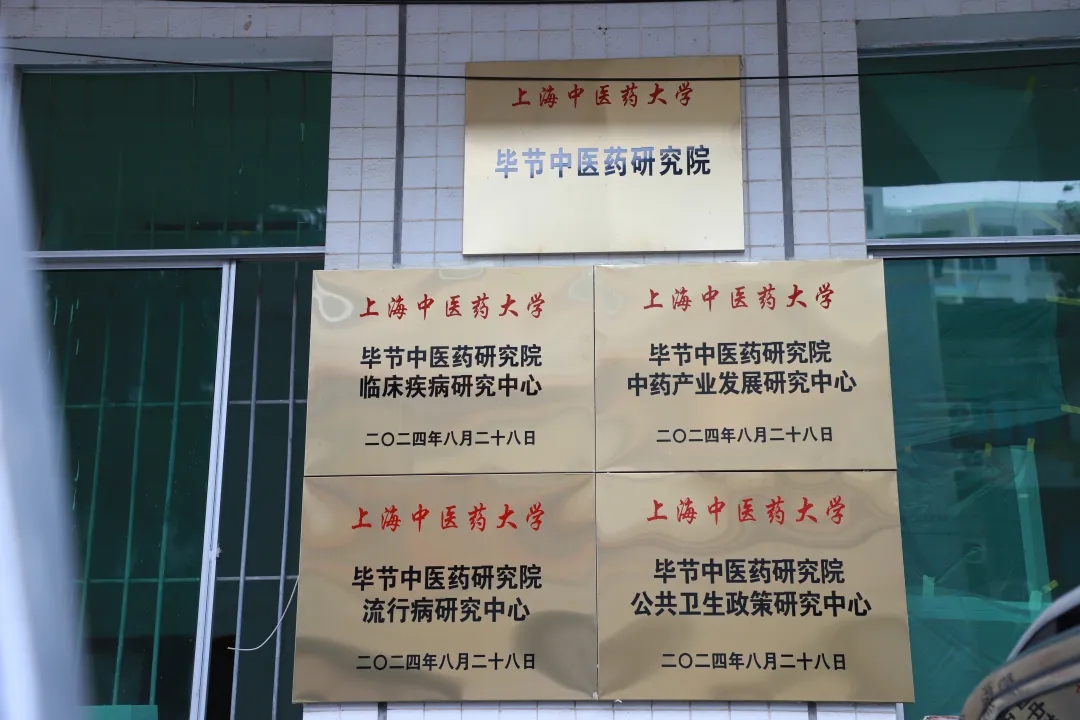 上海中医药大学
毕节中医药研究院
上海中医药大学
毕节中医药研究院
临床疾病研究中心
二〇二四年八月二十八日
上海中医药大学
毕节中医药研究院
中药产业发展研究中心
二〇二四年八月二十八日
上海中医药大学
毕节中医药研究院
流行病研究中心
二〇二四年八月二十八日
上海中医药大学
毕节中医药研究院
公共卫生政策研究中心
二〇二四年八月二十八日